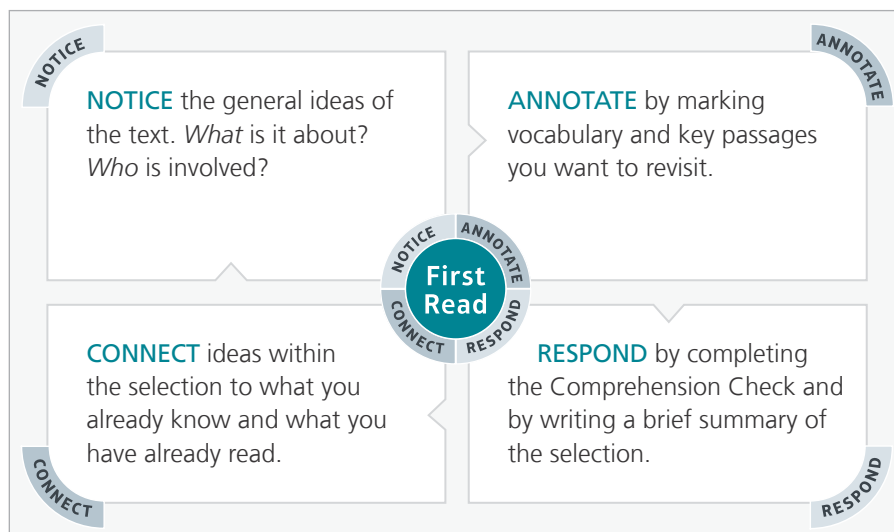 NOTICE
NOTICE the general ideas of
the text. What is it about?
Who is involved?
ANNOTATE
ANNOTATE by marking
vocabulary and key passages
you want to revisit.
NOTICE
ANNOTATE
First
Read
CONNECT
RESPOND
CONNECT ideas within
the selection to what you
already know and what you
have already read.
CONNECT
RESPOND by completing
the Comprehension Check and
by writing a brief summary of
the selection.
RESPOND